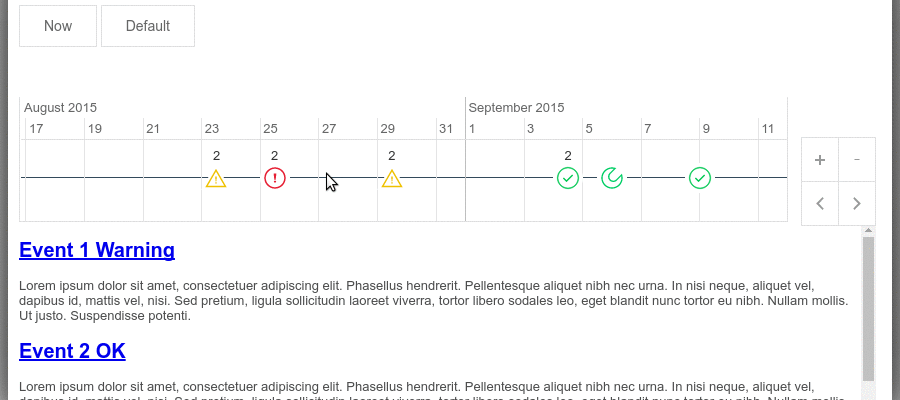 Now Default
August 2015 September 2015
17 19 21 23 25 27 29 31 1 3 5 7 9 11
2 2 2 2
+ -
Event 1 Warning
Lorem ipsum dolor sit amet, consectetuer adipiscing elit. Phasellus hendrerit. Pellentesque aliquet nibh nec urna. In nisi neque, aliquet vel,
dapibus id, mattis vel, nisi. Sed pretium, ligula sollicitudin laoreet viverra, tortor libero sodales leo, eget blandit nunc tortor eu nibh. Nullam mollis.
Ut justo. Suspendisse potenti.
Event 2 OK
Lorem ipsum dolor sit amet, consectetuer adipiscing elit. Phasellus hendrerit. Pellentesque aliquet nibh nec urna. In nisi neque, aliquet vel,